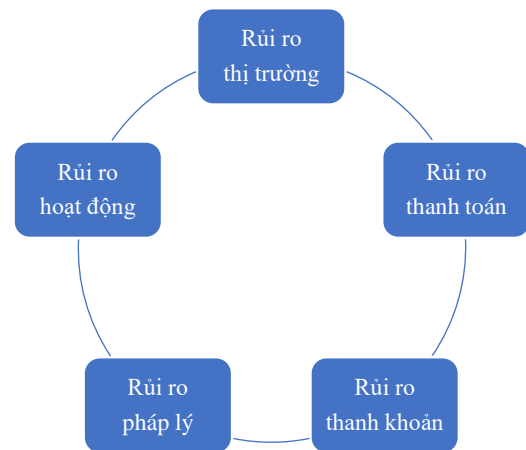 Rủi ro
thị trường
Rủi ro
thanh toán
Rủi ro
thanh khoản
Rủi ro
pháp lý
Rủi ro
hoạt động